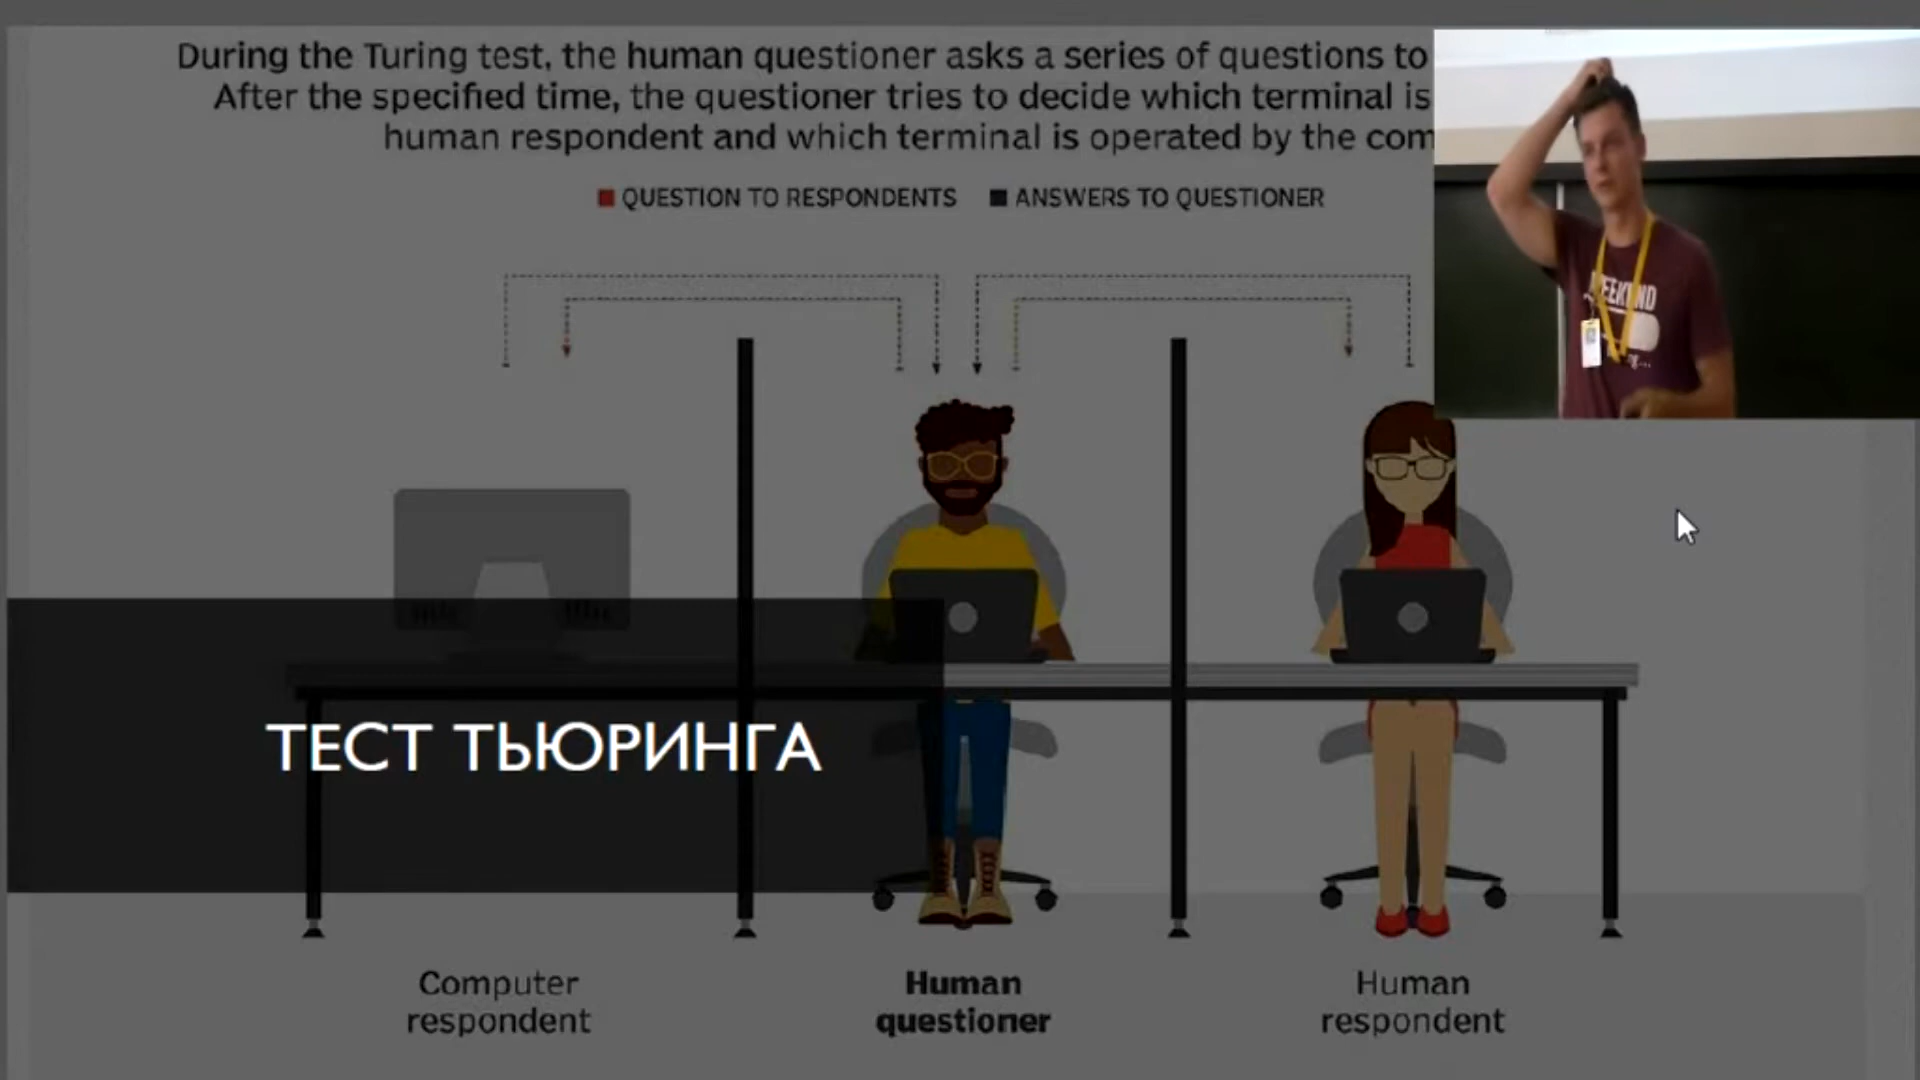 During the Turing test, the human questioner asks a series of questions to
After the specified time, the questioner tries to decide which terminal is
human respondent and which terminal is operated by the com
QUESTION TO RESPONDENTS ANSWERS TO QUESTIONER
ТЕСТ ТЬЮРИНГА
Computer
respondent
Human
questioner
Human
respondent